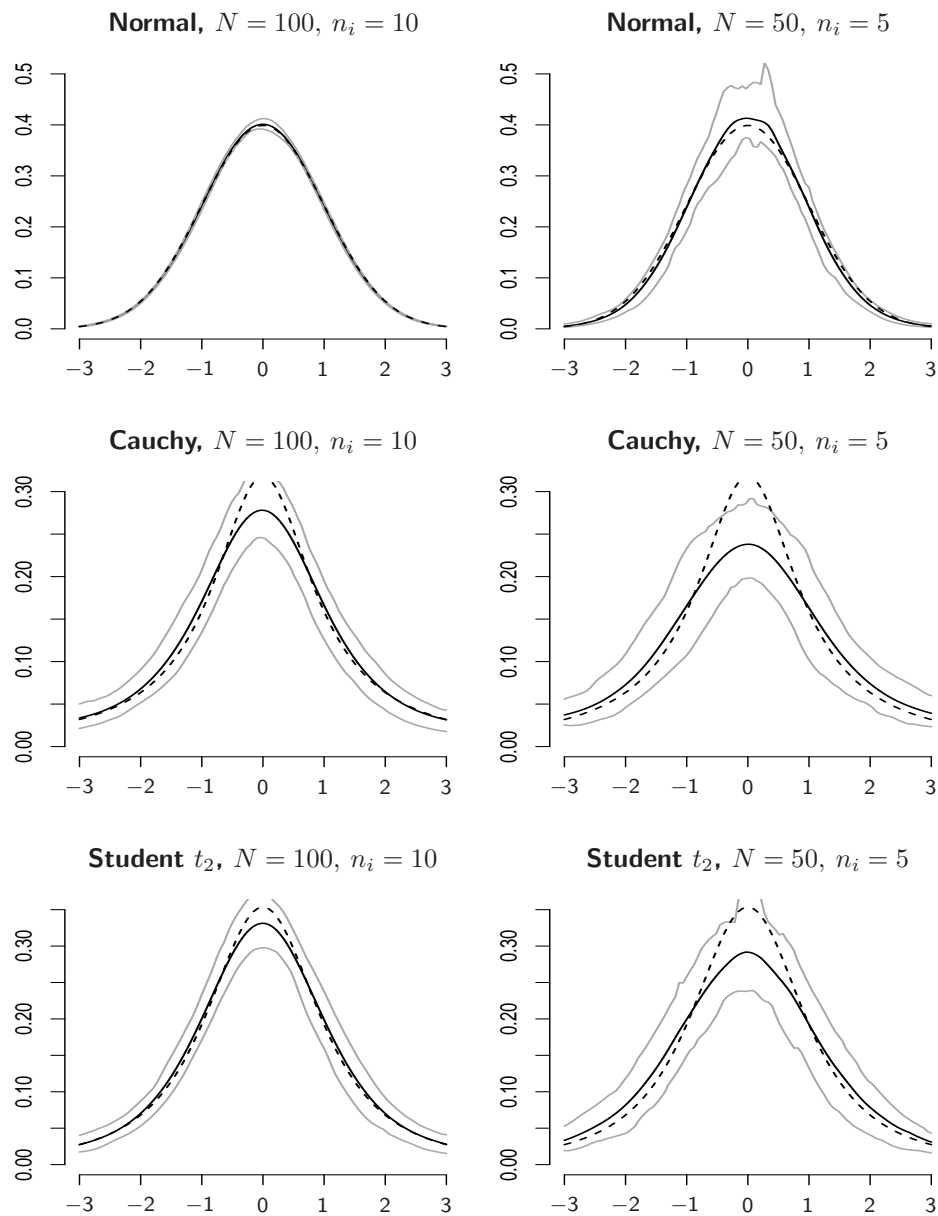 Normal, N = 100, n_i = 10
0.0 0.1 0.2 0.3 0.4 0.5
−3 −2 −1 0 1 2 3
Normal, N = 50, n_i = 5
0.0 0.1 0.2 0.3 0.4 0.5
−3 −2 −1 0 1 2 3
Cauchy, N = 100, n_i = 10
0.00 0.10 0.20 0.30
−3 −2 −1 0 1 2 3
Cauchy, N = 50, n_i = 5
0.00 0.10 0.20 0.30
−3 −2 −1 0 1 2 3
Student t_2, N = 100, n_i = 10
0.00 0.10 0.20 0.30
−3 −2 −1 0 1 2 3
Student t_2, N = 50, n_i = 5
0.00 0.10 0.20 0.30
−3 −2 −1 0 1 2 3